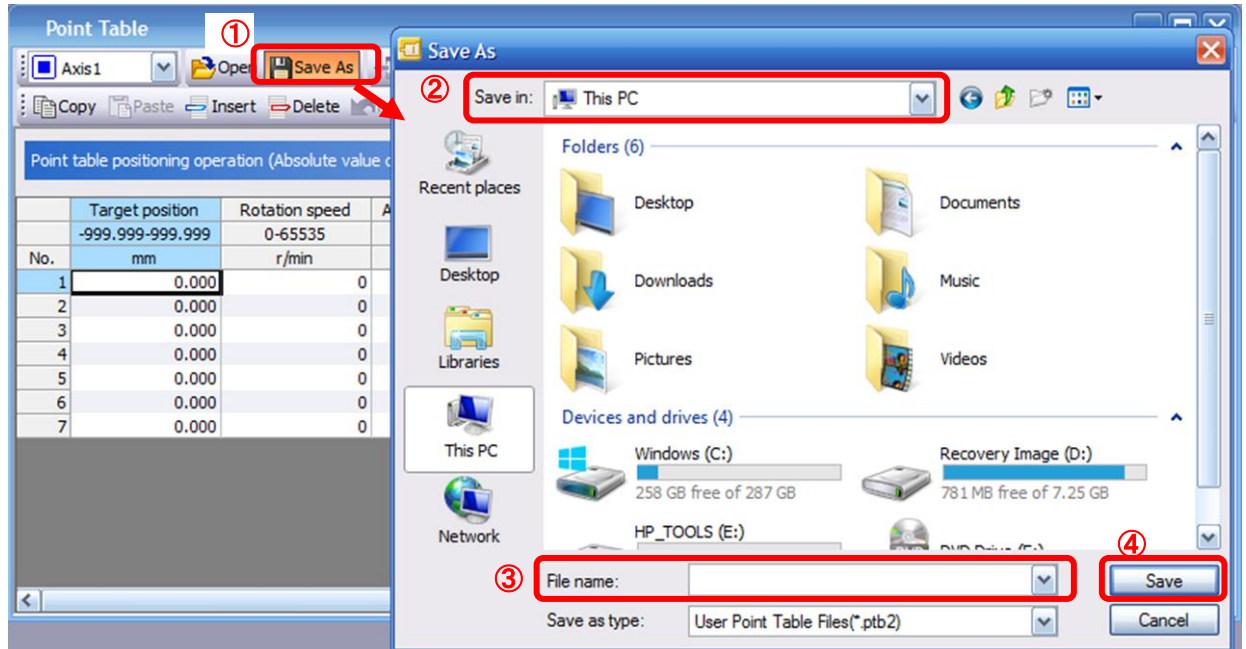 Point Table
①
Axis1 Open Save As
Copy Paste Insert Delete
Point table positioning operation (Absolute value
Target position Rotation speed
-999.999-999.999 0-65535
No. mm r/min
1 0.000 0
2 0.000 0
3 0.000 0
4 0.000 0
5 0.000 0
6 0.000 0
7 0.000 0
Save As
② Save in: This PC
Recent places
Desktop
Libraries
This PC
Network
Folders (6)
Desktop Documents
Downloads Music
Pictures Videos
Devices and drives (4)
Windows (C:) Recovery Image (D:)
258 GB free of 287 GB 781 MB free of 7.25 GB
HP_TOOLS (E:)
③ File name:
④ Save
Save as type: User Point Table Files(*.ptb2) Cancel